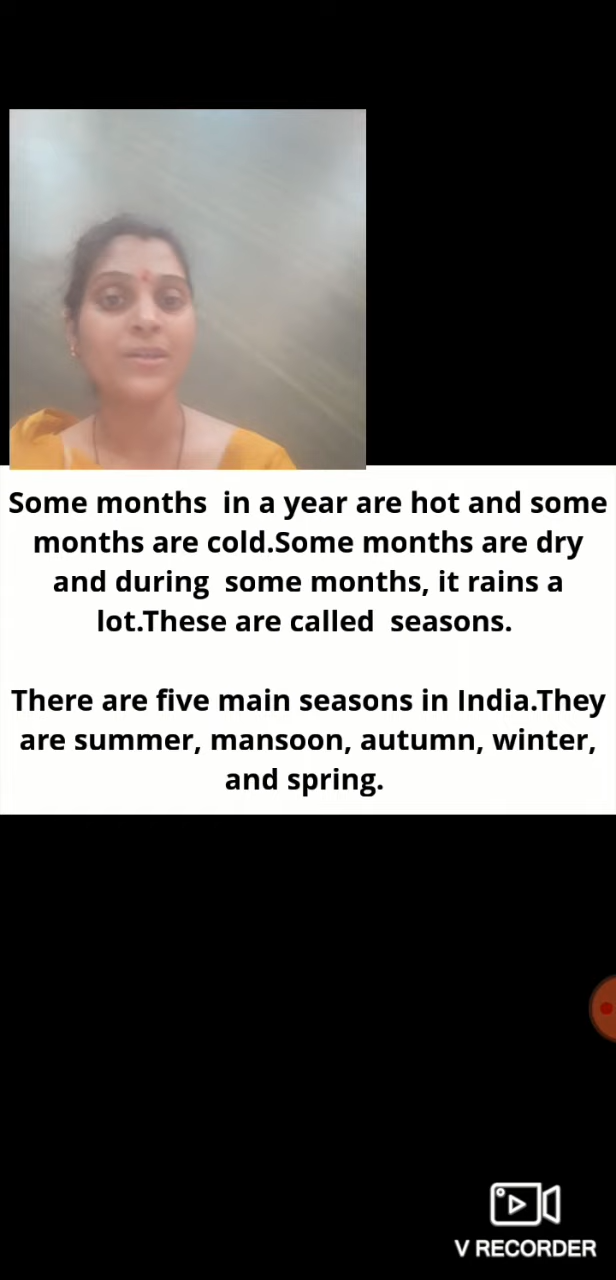 Some months  in a year are hot and some
months are cold.Some months are dry
and during  some months, it rains a
lot.These are called  seasons.
There are five main seasons in India.They
are summer, mansoon, autumn, winter,
and spring.
V RECORDER